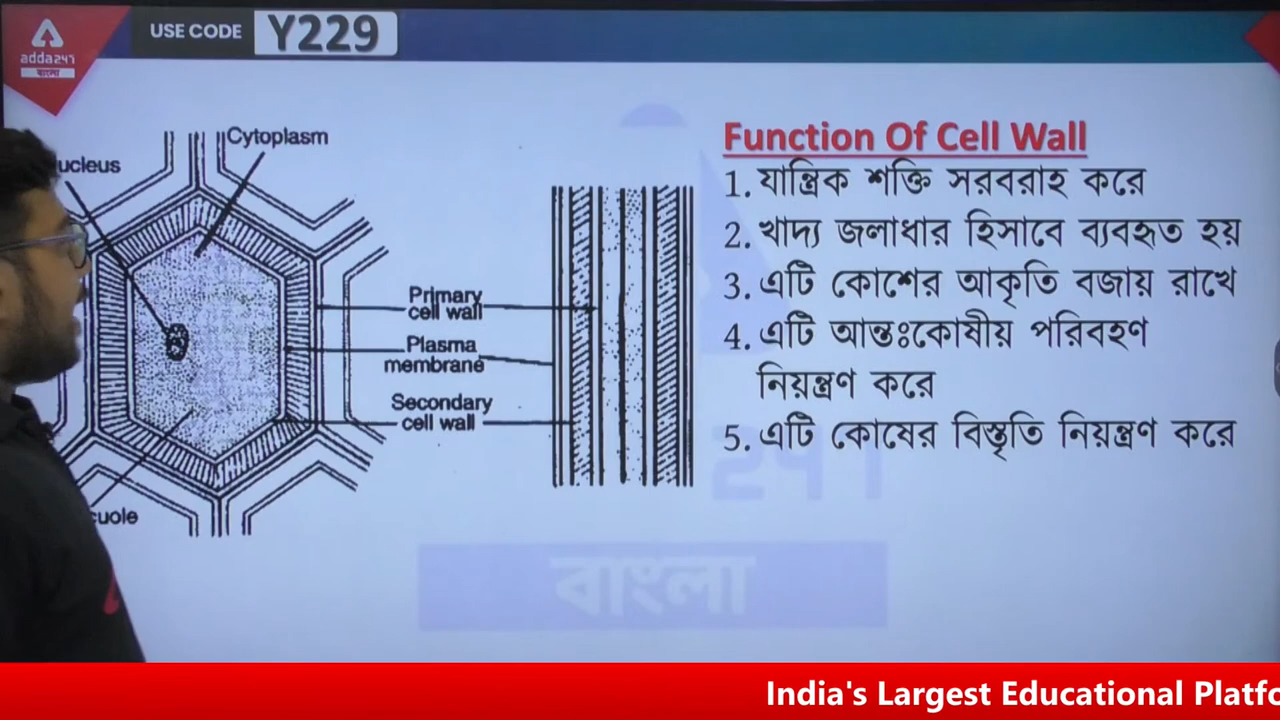 adda247
বাংলা
USE CODE
Y229
Cytoplasm
ucleus
Primary
cell wall
Plasma
membrane
Secondary
cell wall
cuole
Function Of Cell Wall
1. যান্ত্রিক শক্তি সরবরাহ করে
2. খাদ্য জলাধার হিসাবে ব্যবহৃত হয়
3. এটি কোশের আকৃতি বজায় রাখে
4. এটি আন্তঃকোষীয় পরিবহণ
নিয়ন্ত্রণ করে
5. এটি কোষের বিস্তৃতি নিয়ন্ত্রণ করে
বাংলা
India's Largest Educational Platfo